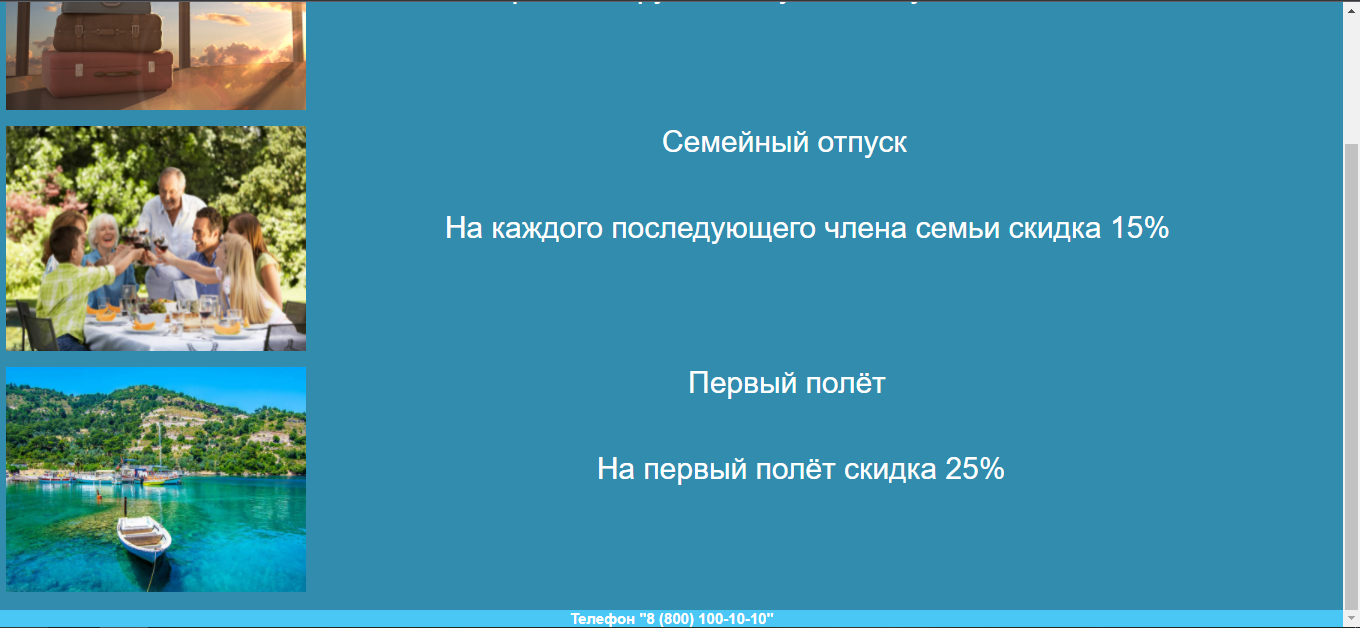 Семейный отпуск
На каждого последующего члена семьи скидка 15%
Первый полёт
На первый полёт скидка 25%
Телефон "8 (800) 100-10-10"